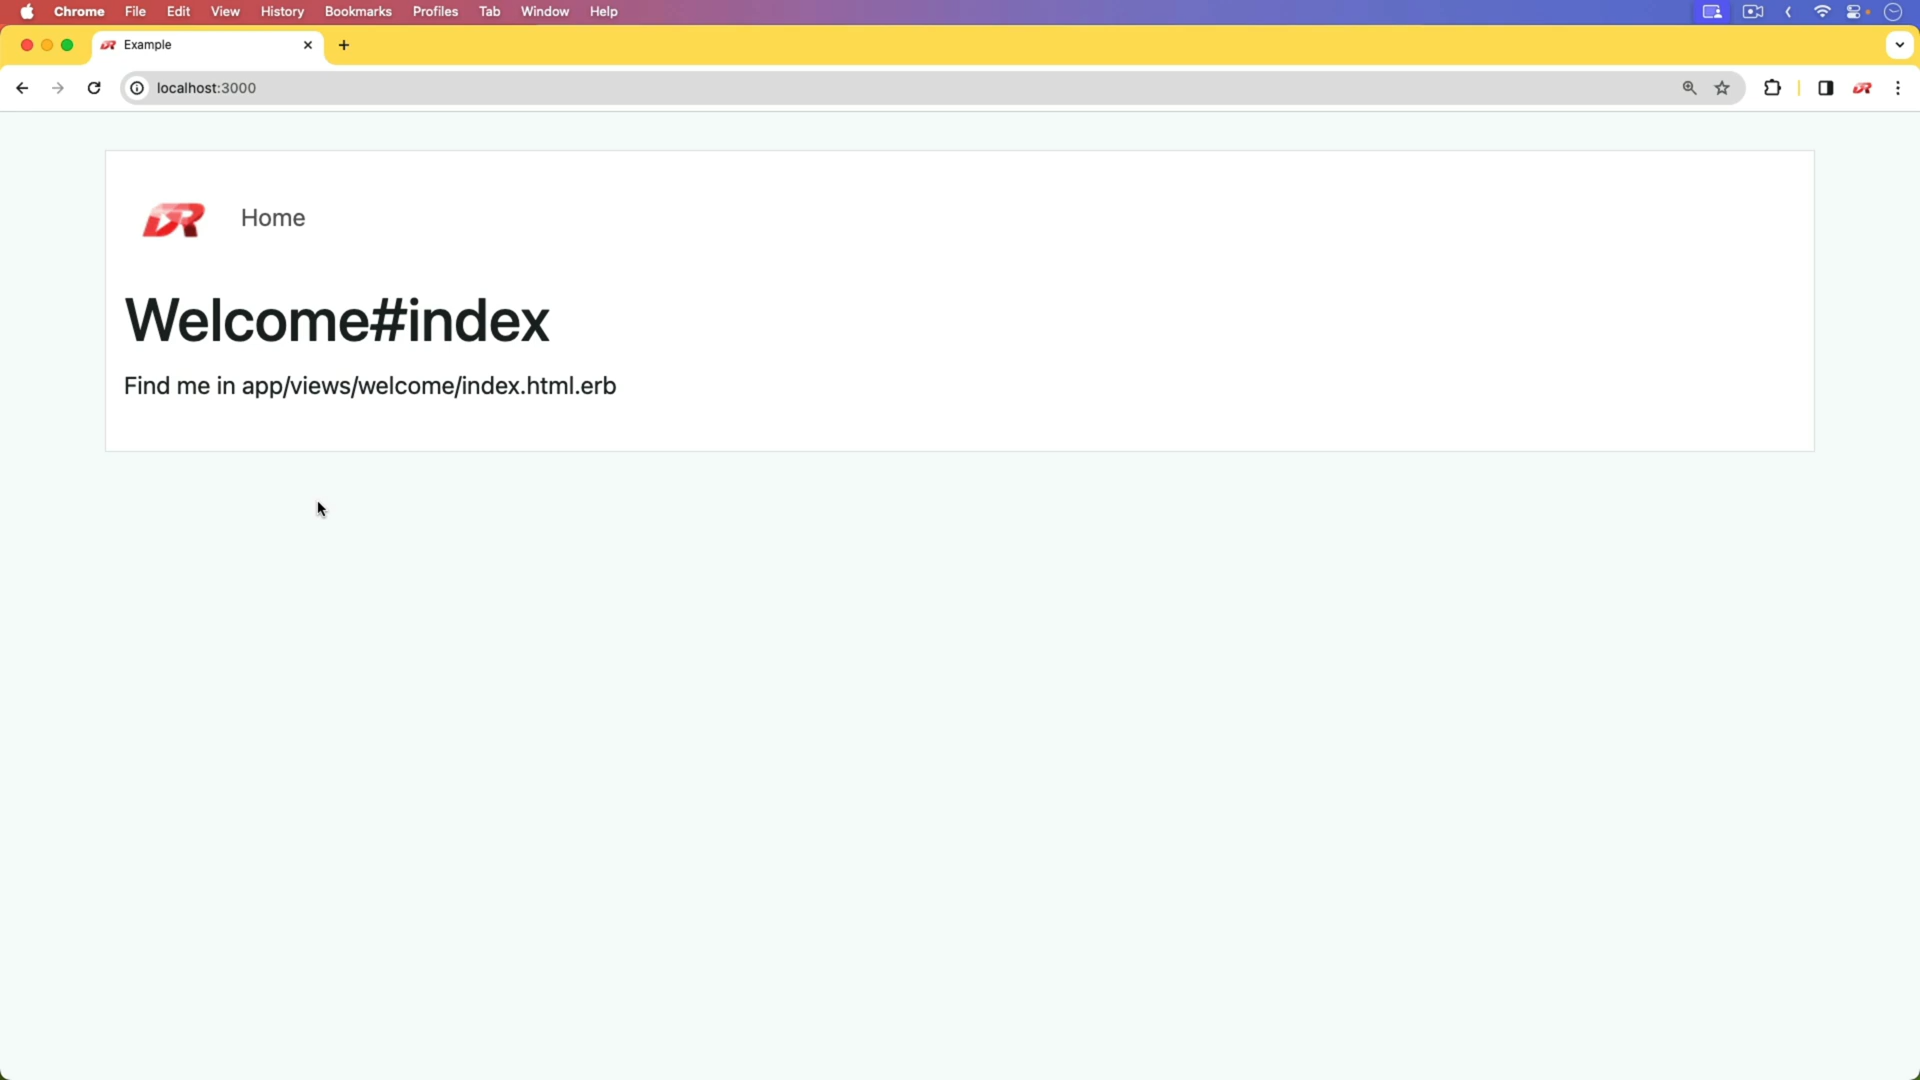 Chrome File Edit View History Bookmarks Profiles Tab Window Help
Example
localhost:3000
DR Home
Welcome#index
Find me in app/views/welcome/index.html.erb